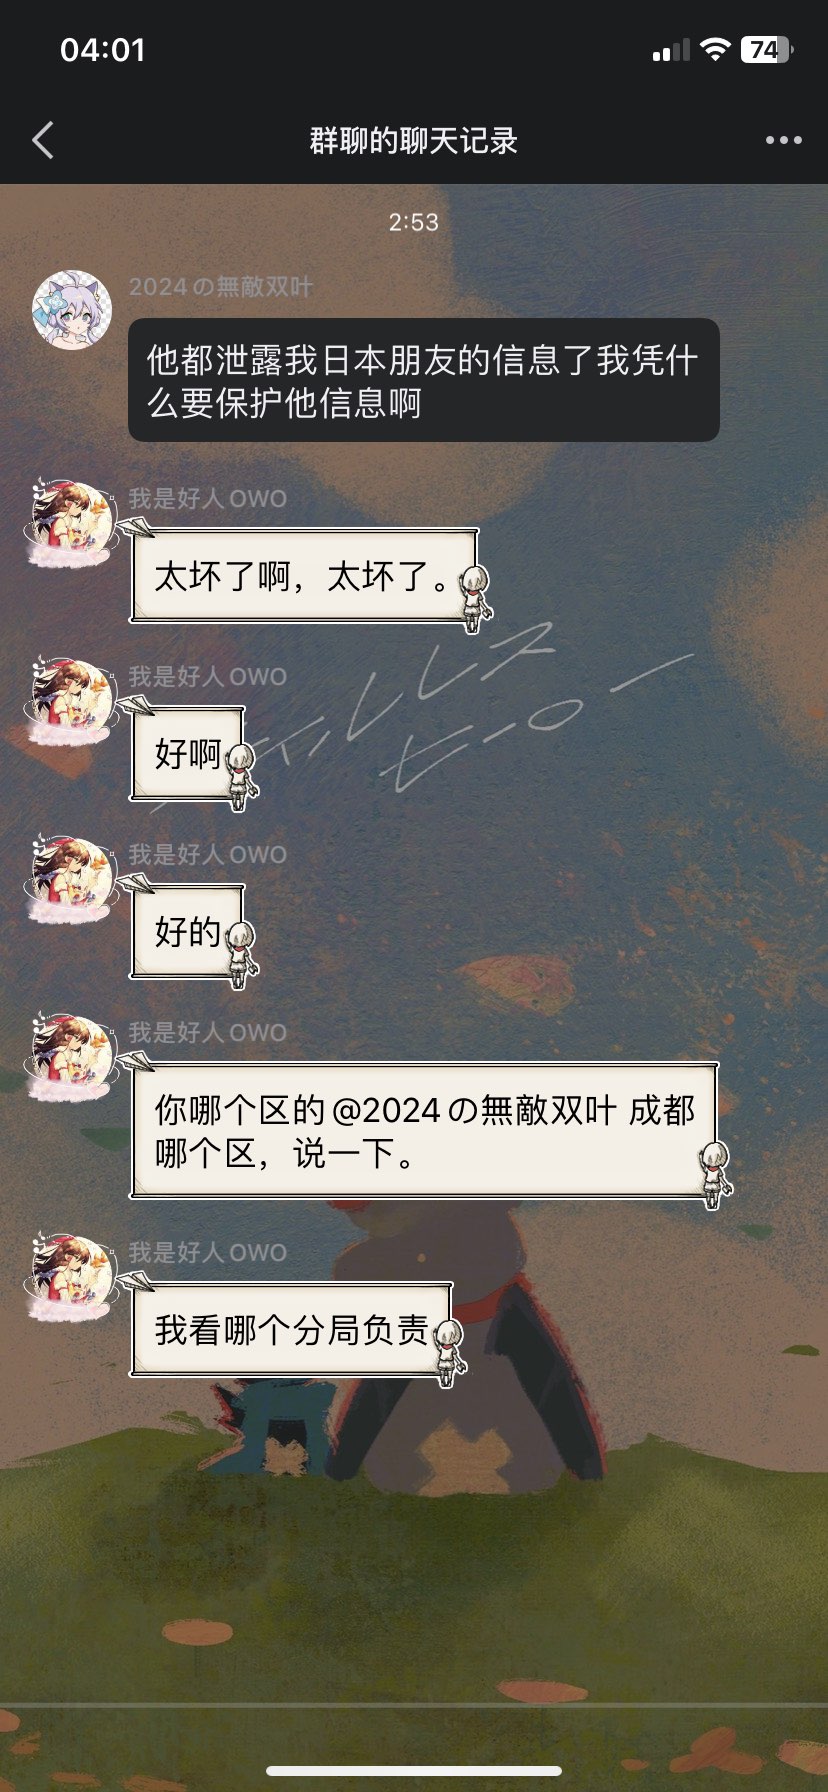 04:01
74
群聊的聊天记录
2:53
2024の無敵双叶
他都泄露我日本朋友的信息了我凭什
么要保护他信息啊
我是好人OWO
太坏了啊，太坏了。
我是好人OWO
好啊
我是好人OWO
好的
我是好人OWO
你哪个区的@2024の無敵双叶 成都
哪个区，说一下。
我是好人OWO
我看哪个分局负责